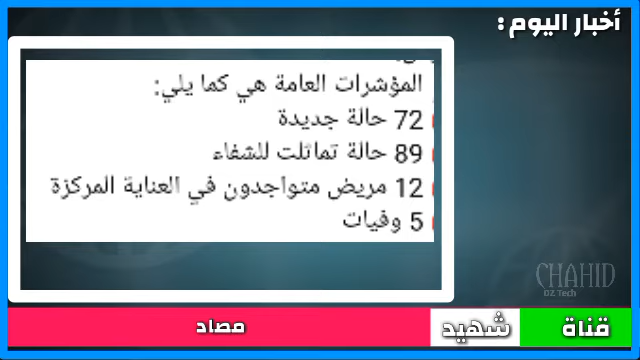 أخبار اليوم :
المؤشرات العامة هي كما يلي:
72 حالة جديدة
89 حالة تماثلت للشفاء
12 مريض متواجدون في العناية المركزة
5 وفيات
CHAHID
DZ Tech
قناة شهيد مصاد